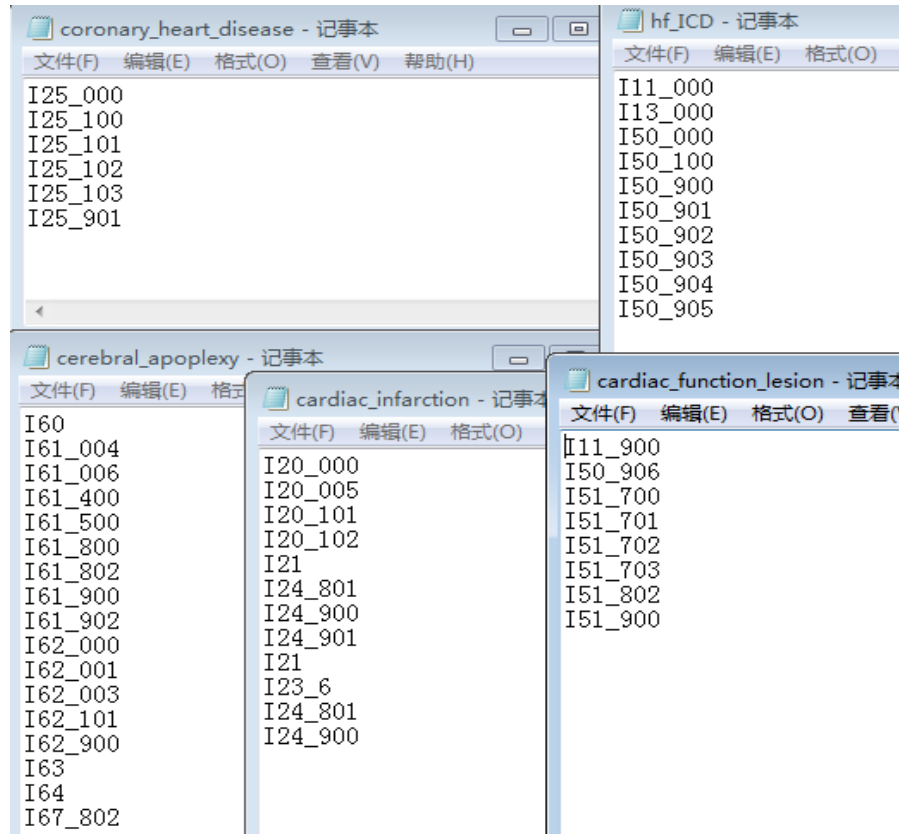 coronary_heart_disease - 记事本
文件(F) 编辑(E) 格式(O) 查看(V) 帮助(H)
I25_000
I25_100
I25_101
I25_102
I25_103
I25_901
hf_ICD - 记事本
文件(F) 编辑(E) 格式(O)
I11_000
I13_000
I50_000
I50_100
I50_900
I50_901
I50_902
I50_903
I50_904
I50_905
cerebral_apoplexy - 记事本
文件(F) 编辑(E)
I60
I61_004
I61_006
I61_400
I61_500
I61_800
I61_802
I61_900
I61_902
I62_000
I62_001
I62_003
I62_101
I62_900
I63
I64
I67_802
cardiac_infarction - 记事本
文件(F) 编辑(E) 格式(O)
I20_000
I20_005
I20_101
I20_102
I21
I24_801
I24_900
I24_901
I21
I23_6
I24_801
I24_900
cardiac_function_lesion - 记事本
文件(F) 编辑(E) 格式(O) 查看(
I11_900
I50_906
I51_700
I51_701
I51_702
I51_703
I51_802
I51_900